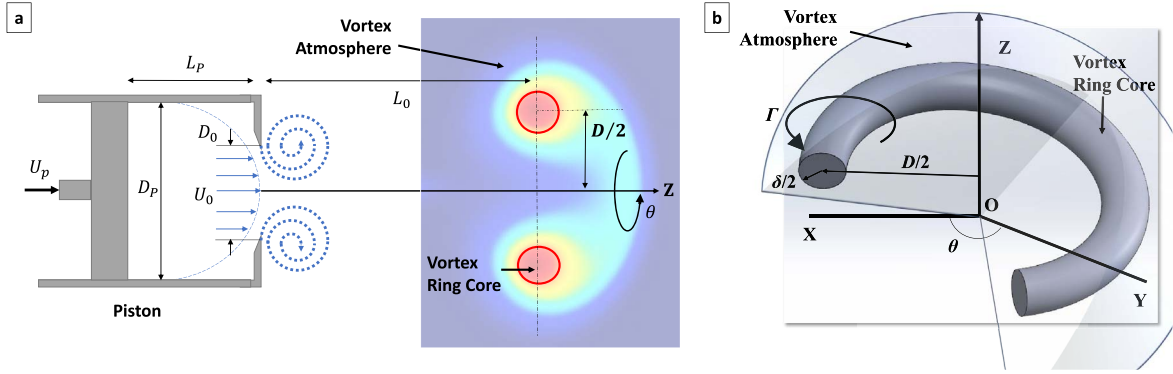 a
Vortex
Atmosphere
L_P
L_0
D_0
D/2
U_p
D_P
U_0
Z
θ
Vortex
Ring Core
Piston
b
Vortex
Atmosphere
Z
Vortex
Ring Core
Γ
D/2
δ/2
O
X
θ
Y